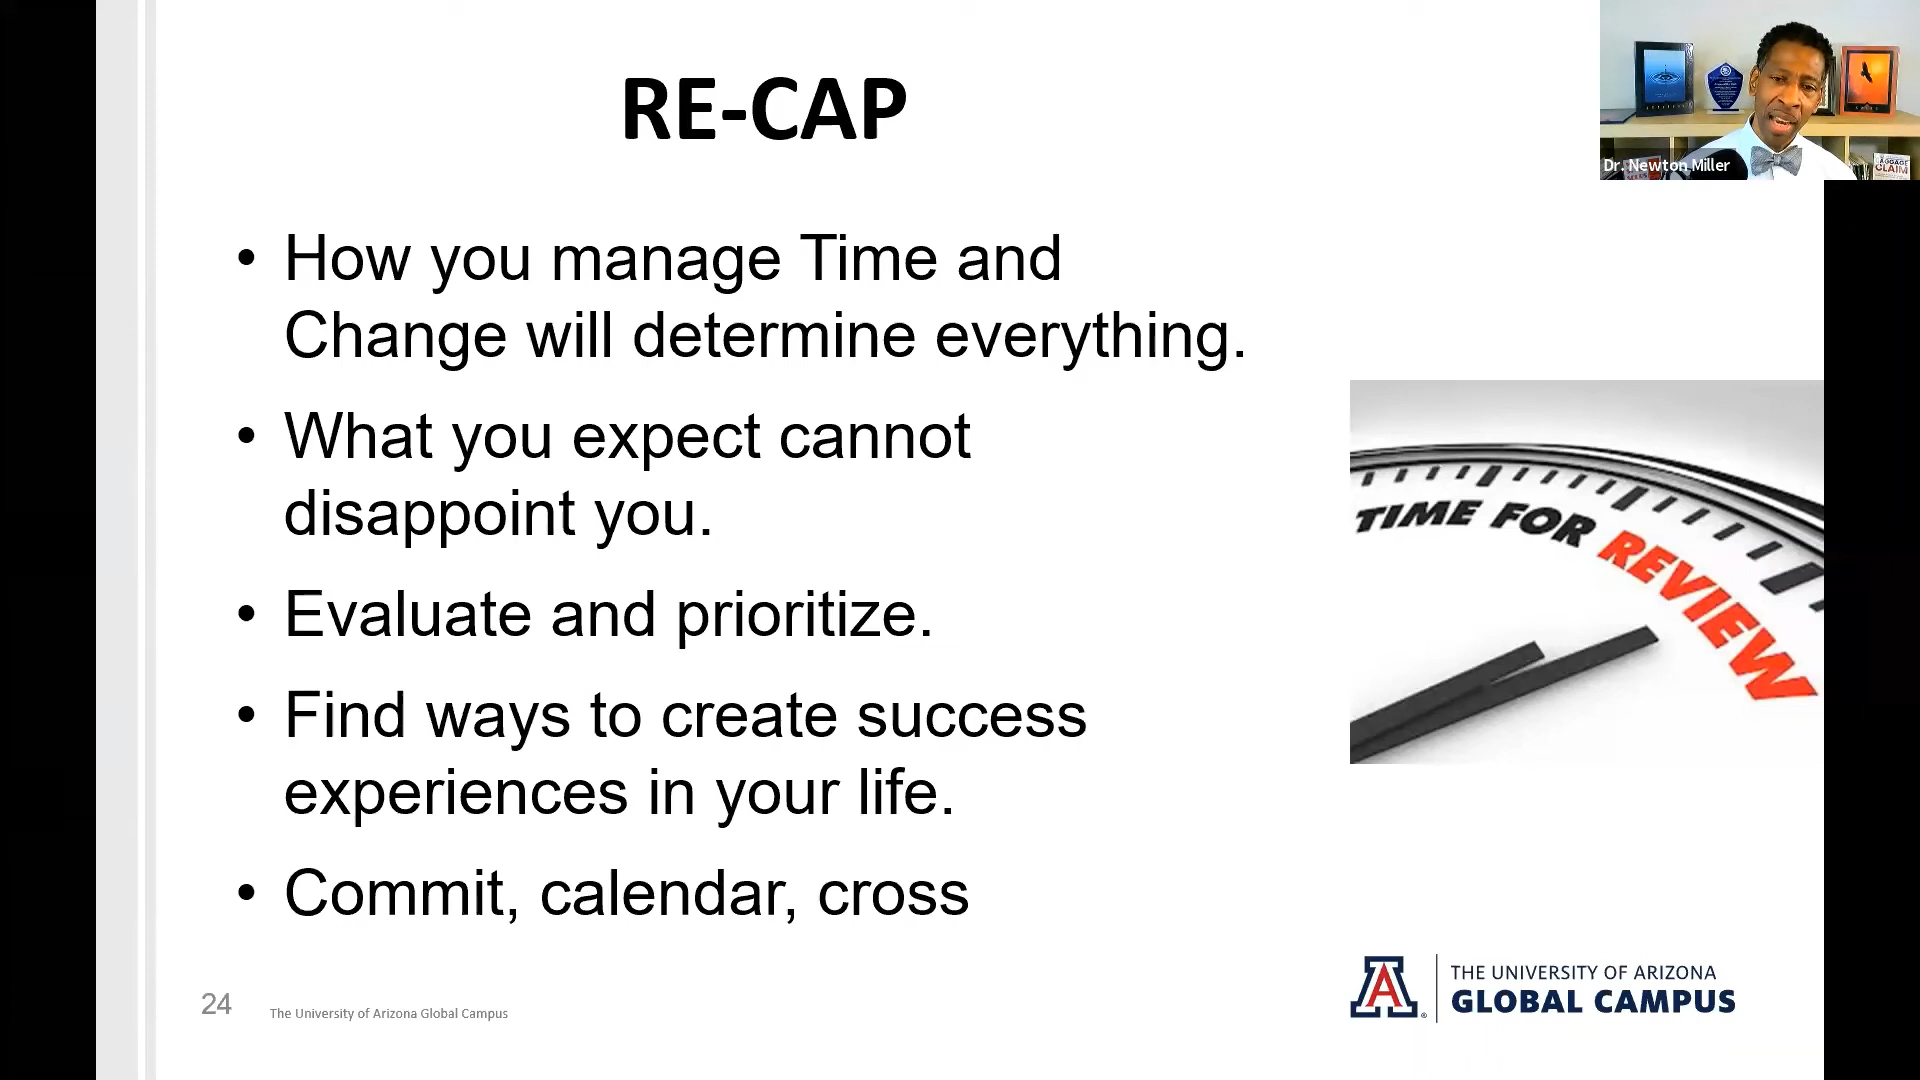 RE-CAP
Dr. Newton Miller
• How you manage Time and
Change will determine everything.
• What you expect cannot
disappoint you.
• Evaluate and prioritize.
• Find ways to create success
experiences in your life.
• Commit, calendar, cross
TIME FOR REVIEW
24
The University of Arizona Global Campus
A
THE UNIVERSITY OF ARIZONA
GLOBAL CAMPUS
CLAIM